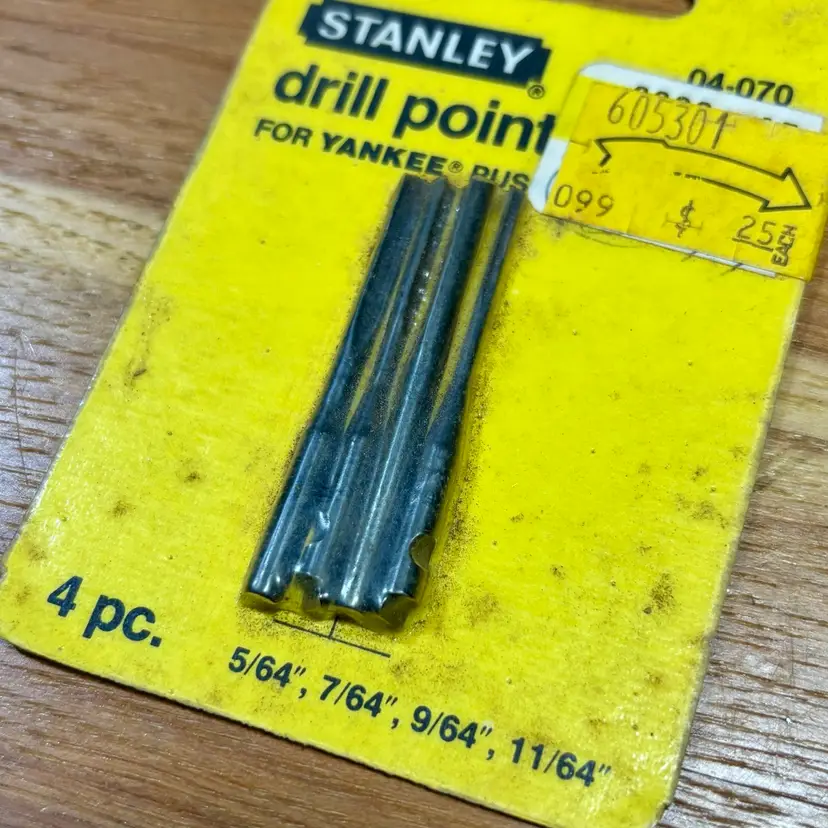 STANLEY®
drill point
04-070
FOR YANKEE® PUS
605301
099 $ 25 EACH
4 pc.
5/64", 7/64", 9/64", 11/64"